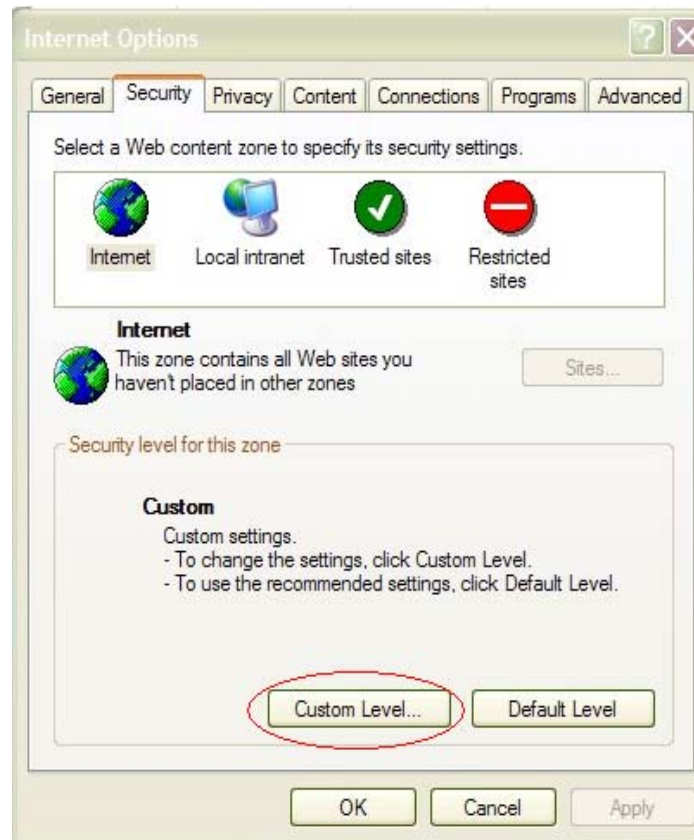 Internet Options
General Security Privacy Content Connections Programs Advanced
Select a Web content zone to specify its security settings.
Internet Local intranet Trusted sites Restricted sites
Internet
This zone contains all Web sites you
haven't placed in other zones
Sites...
Security level for this zone
Custom
Custom settings.
- To change the settings, click Custom Level.
- To use the recommended settings, click Default Level.
Custom Level... Default Level
OK Cancel Apply